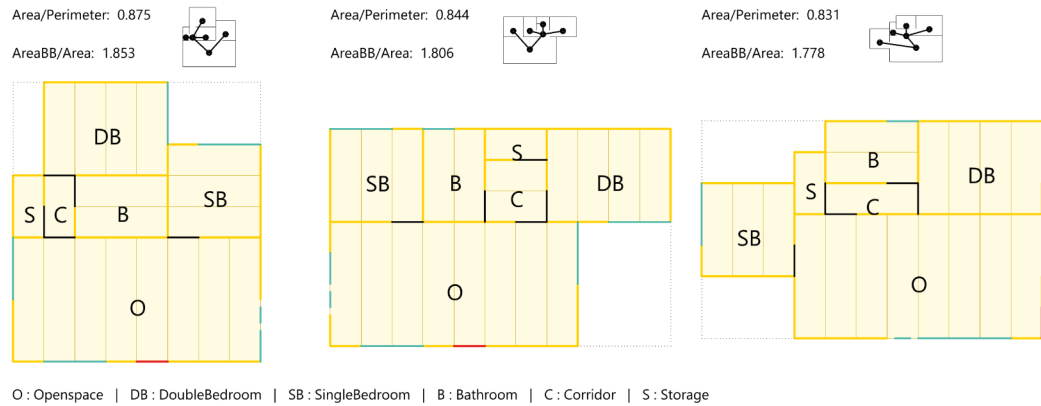 Area/Perimeter: 0.875
AreaBB/Area: 1.853
DB
S
C
B
SB
O
Area/Perimeter: 0.844
AreaBB/Area: 1.806
SB
B
S
C
DB
O
Area/Perimeter: 0.831
AreaBB/Area: 1.778
B
S
DB
C
SB
O
O : Openspace | DB : DoubleBedroom | SB : SingleBedroom | B : Bathroom | C : Corridor | S : Storage